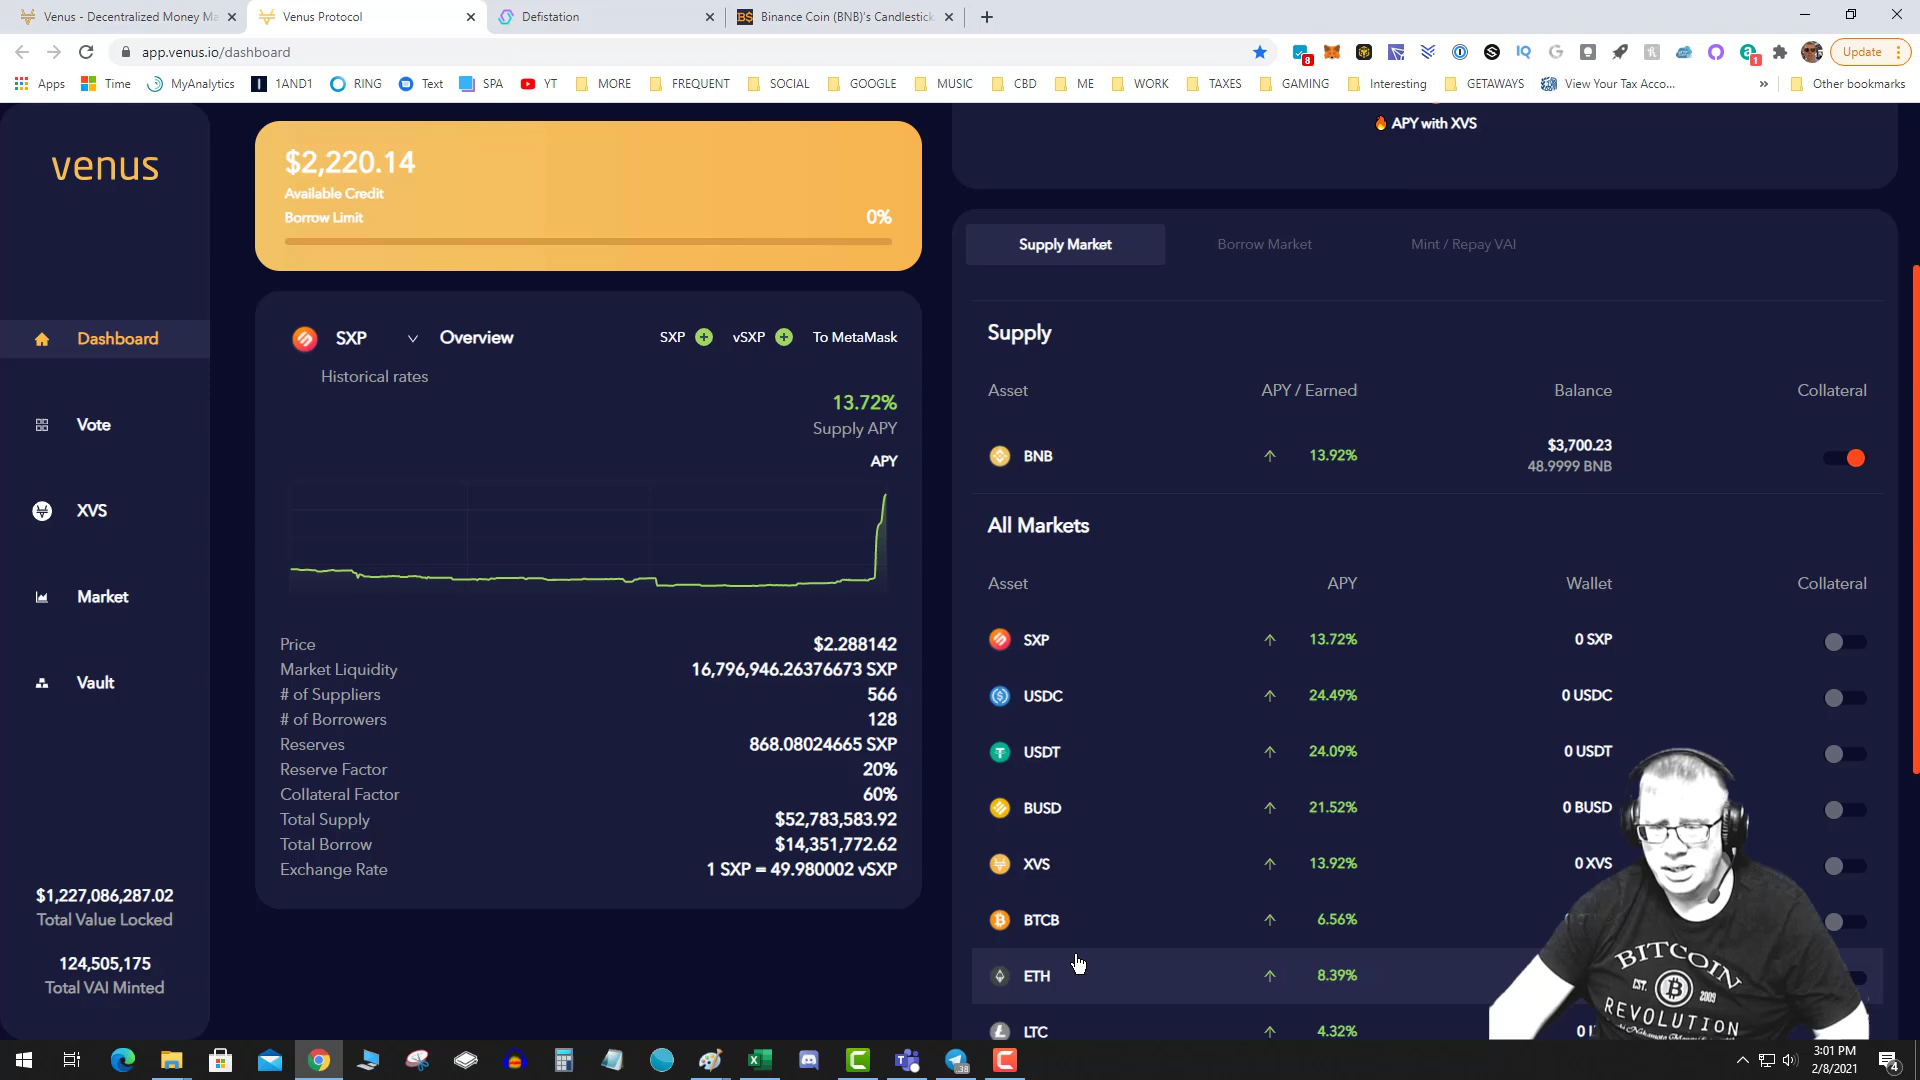 Venus - Decentralized Money Ma
Venus Protocol
Defistation
Binance Coin (BNB)'s Candlestick
app.venus.io/dashboard
8
1
Update
Apps
Time
MyAnalytics
1AND1
RING
Text
SPA
YT
MORE
FREQUENT
SOCIAL
GOOGLE
MUSIC
CBD
ME
WORK
TAXES
GAMING
Interesting
GETAWAYS
View Your Tax Acco...
Other bookmarks
venus
Dashboard
Vote
XVS
Market
Vault
$1,227,086,287.02
Total Value Locked
124,505,175
Total VAI Minted
$2,220.14
Available Credit
Borrow Limit 0%
SXP Overview SXP vSXP To MetaMask
Historical rates
13.72%
Supply APY
APY
Price $2.288142
Market Liquidity 16,796,946.26376673 SXP
# of Suppliers 566
# of Borrowers 128
Reserves 868.08024665 SXP
Reserve Factor 20%
Collateral Factor 60%
Total Supply $52,783,583.92
Total Borrow $14,351,772.62
Exchange Rate 1 SXP = 49.980002 vSXP
APY with XVS
Supply Market Borrow Market Mint / Repay VAI
Supply
Asset APY / Earned Balance Collateral
BNB 13.92% $3,700.23
48.9999 BNB
All Markets
Asset APY Wallet Collateral
SXP 13.72% 0 SXP
USDC 24.49% 0 USDC
USDT 24.09% 0 USDT
BUSD 21.52% 0 BUSD
XVS 13.92% 0 XVS
BTCB 6.56%
ETH 8.39%
LTC 4.32% 0
BITCOIN
EST. 2009
REVOLUTION
3:01 PM
2/8/2021
4
38